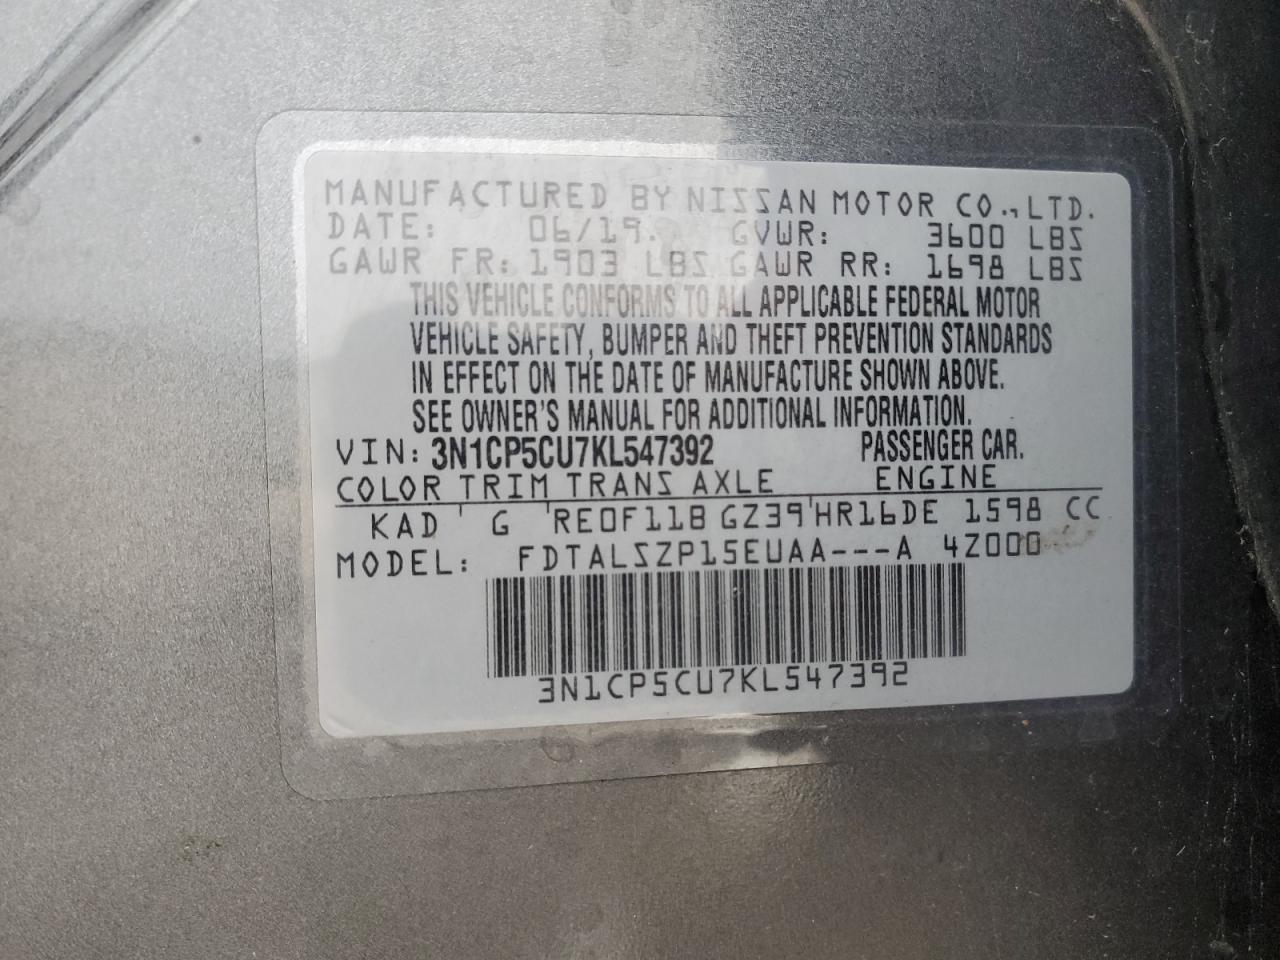 MANUFACTURED BY NISSAN MOTOR CO., LTD.
DATE: 06/19. GVWR: 3600 LBS
GAWR FR: 1903 LBS GAWR RR: 1698 LBS
THIS VEHICLE CONFORMS TO ALL APPLICABLE FEDERAL MOTOR
VEHICLE SAFETY, BUMPER AND THEFT PREVENTION STANDARDS
IN EFFECT ON THE DATE OF MANUFACTURE SHOWN ABOVE.
SEE OWNER'S MANUAL FOR ADDITIONAL INFORMATION.
VIN: 3N1CP5CU7KL547392 PASSENGER CAR.
COLOR TRIM TRANS AXLE ENGINE
KAD G RE0F11B GZ39 HR16DE 1598 CC
MODEL: FDTALSZP15EUAA---A 4Z000
3N1CP5CU7KL547392